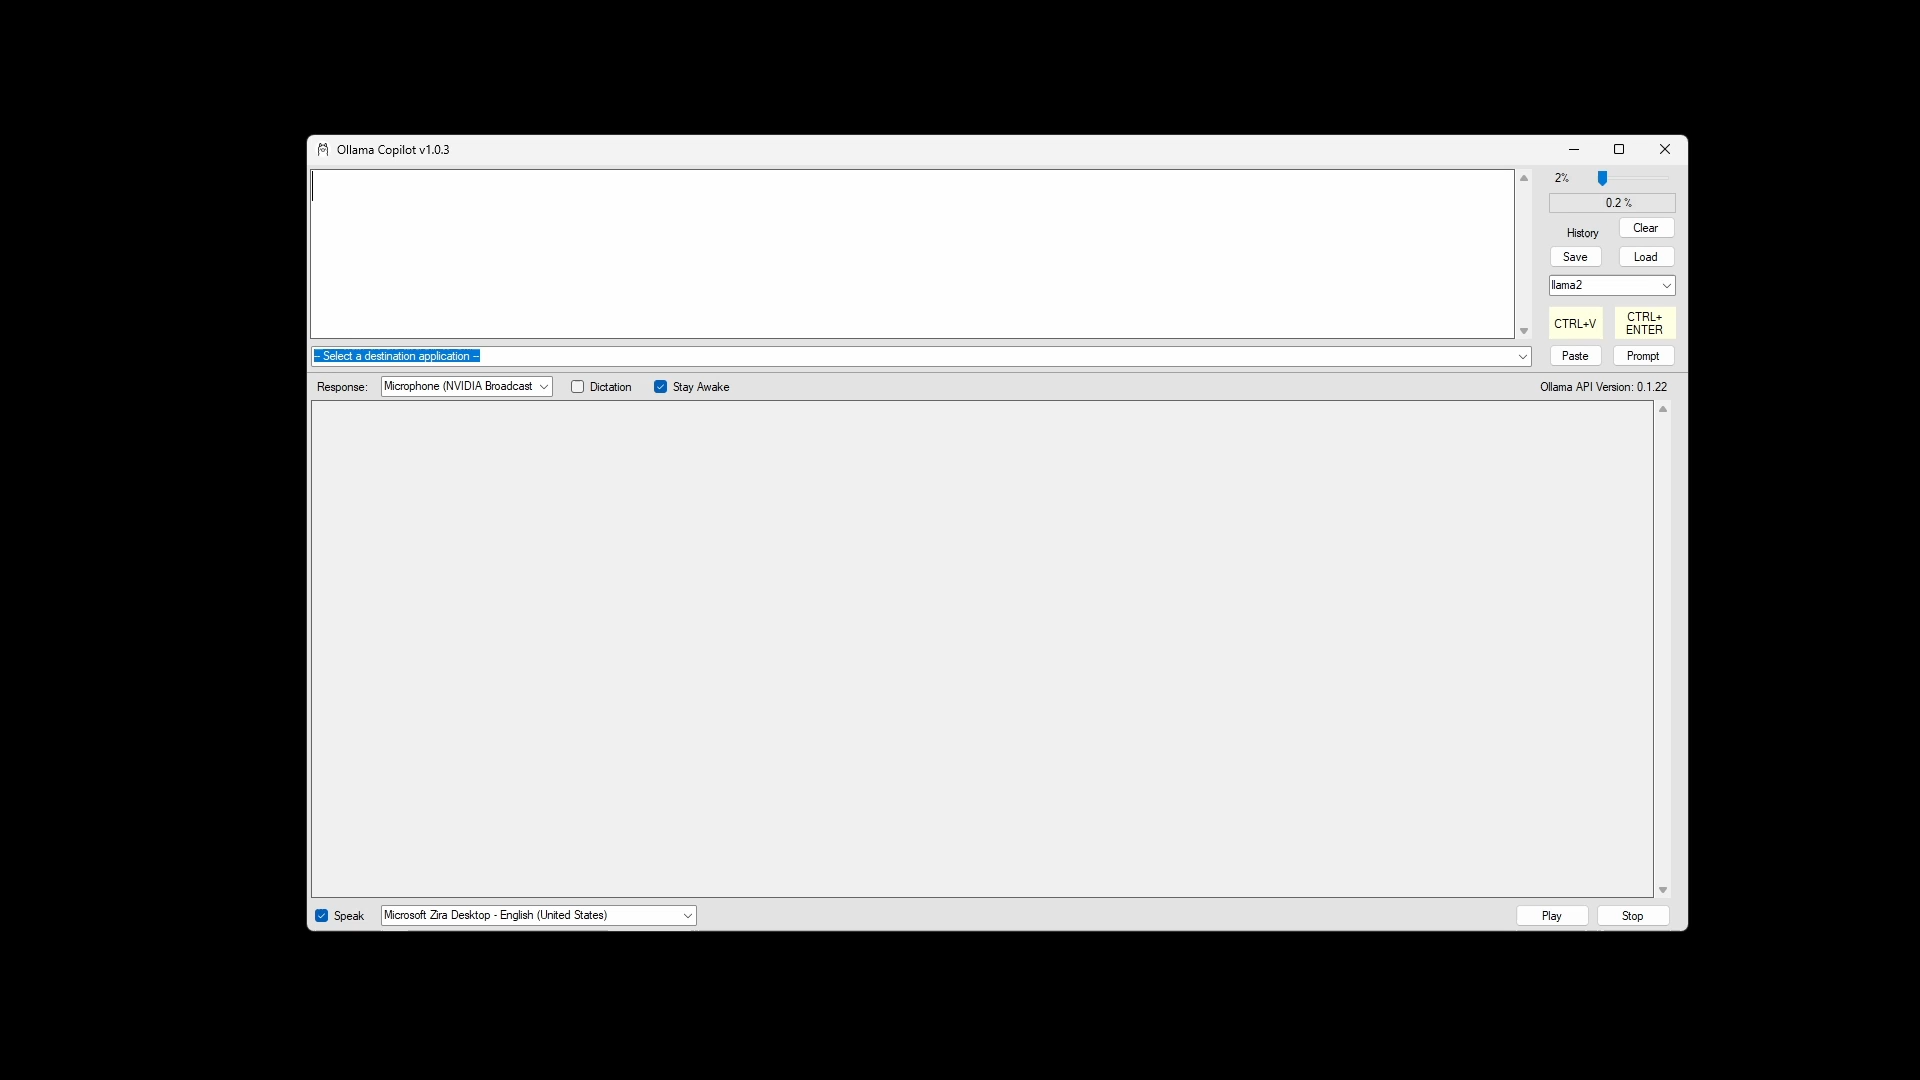 Ollama Copilot v1.0.3
2%
0.2 %
History
Clear
Save
Load
llama2
CTRL+V
CTRL+
ENTER
-- Select a destination application --
Paste
Prompt
Response:
Microphone (NVIDIA Broadcast
Dictation
Stay Awake
Ollama API Version: 0.1.22
Speak
Microsoft Zira Desktop - English (United States)
Play
Stop